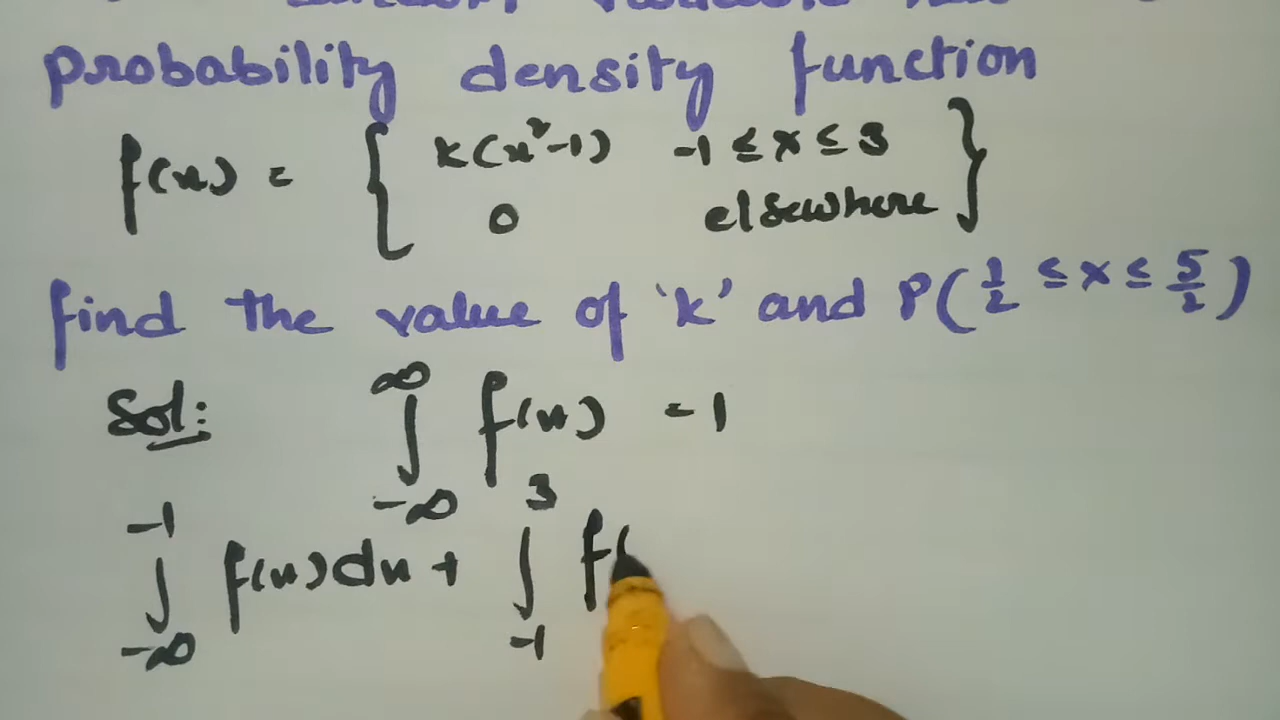 probability density function
f(x) = { k(x²-1) -1 ≤ x ≤ 3
0 elsewhere }
find the value of 'k' and P(1/2 ≤ x ≤ 5/2)
Sol: ∫_{-∞}^{∞} f(x) = 1
∫_{-∞}^{-1} f(x)dx + ∫_{-1}^{3} f(